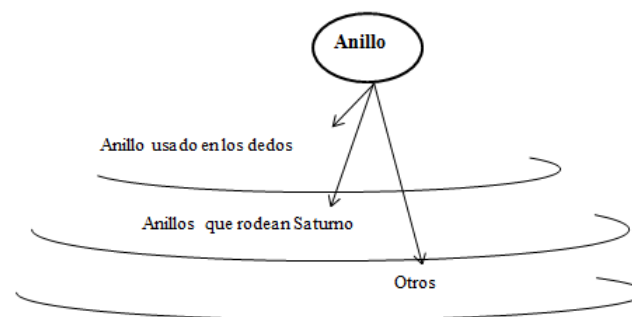 Anillo
Anillo usado en los dedos
Anillos que rodean Saturno
Otros